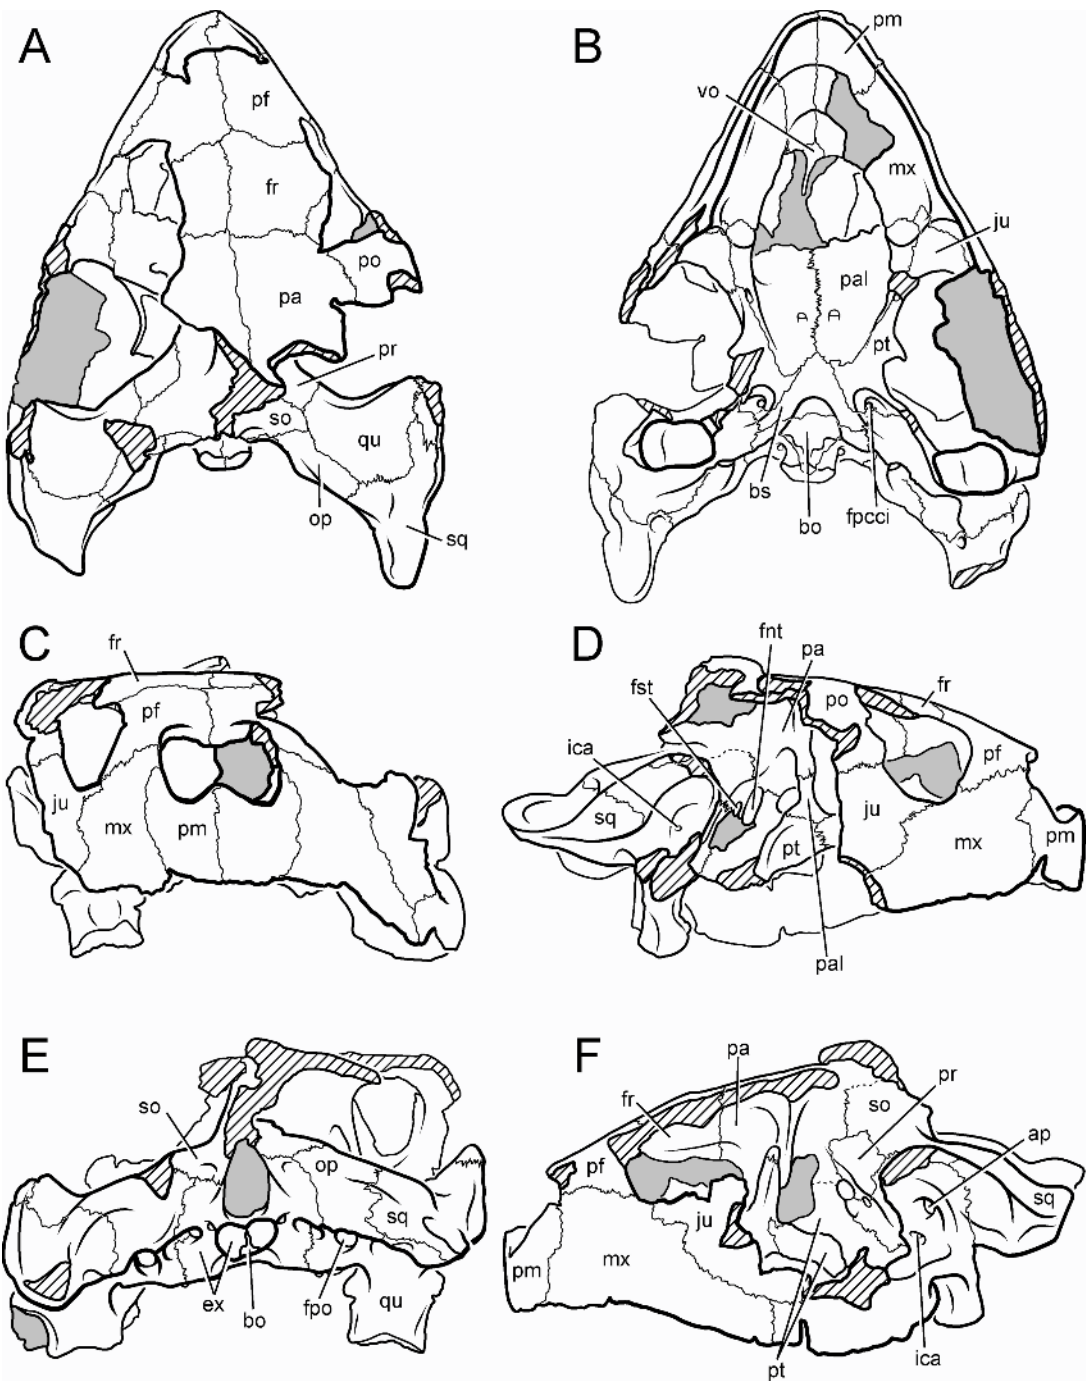 A
pf
fr
po
pa
pr
so
qu
op
sq
B
pm
vo
mx
ju
pal
pt
bs
bo
fpcci
C
fr
pf
ju
mx
pm
D
fnt
pa
fst
po
fr
ica
pf
sq
ju
mx
pm
pt
pal
E
so
op
sq
ex
bo
fpo
qu
F
pa
fr
pr
so
ap
pf
sq
ju
pm
mx
pt
ica